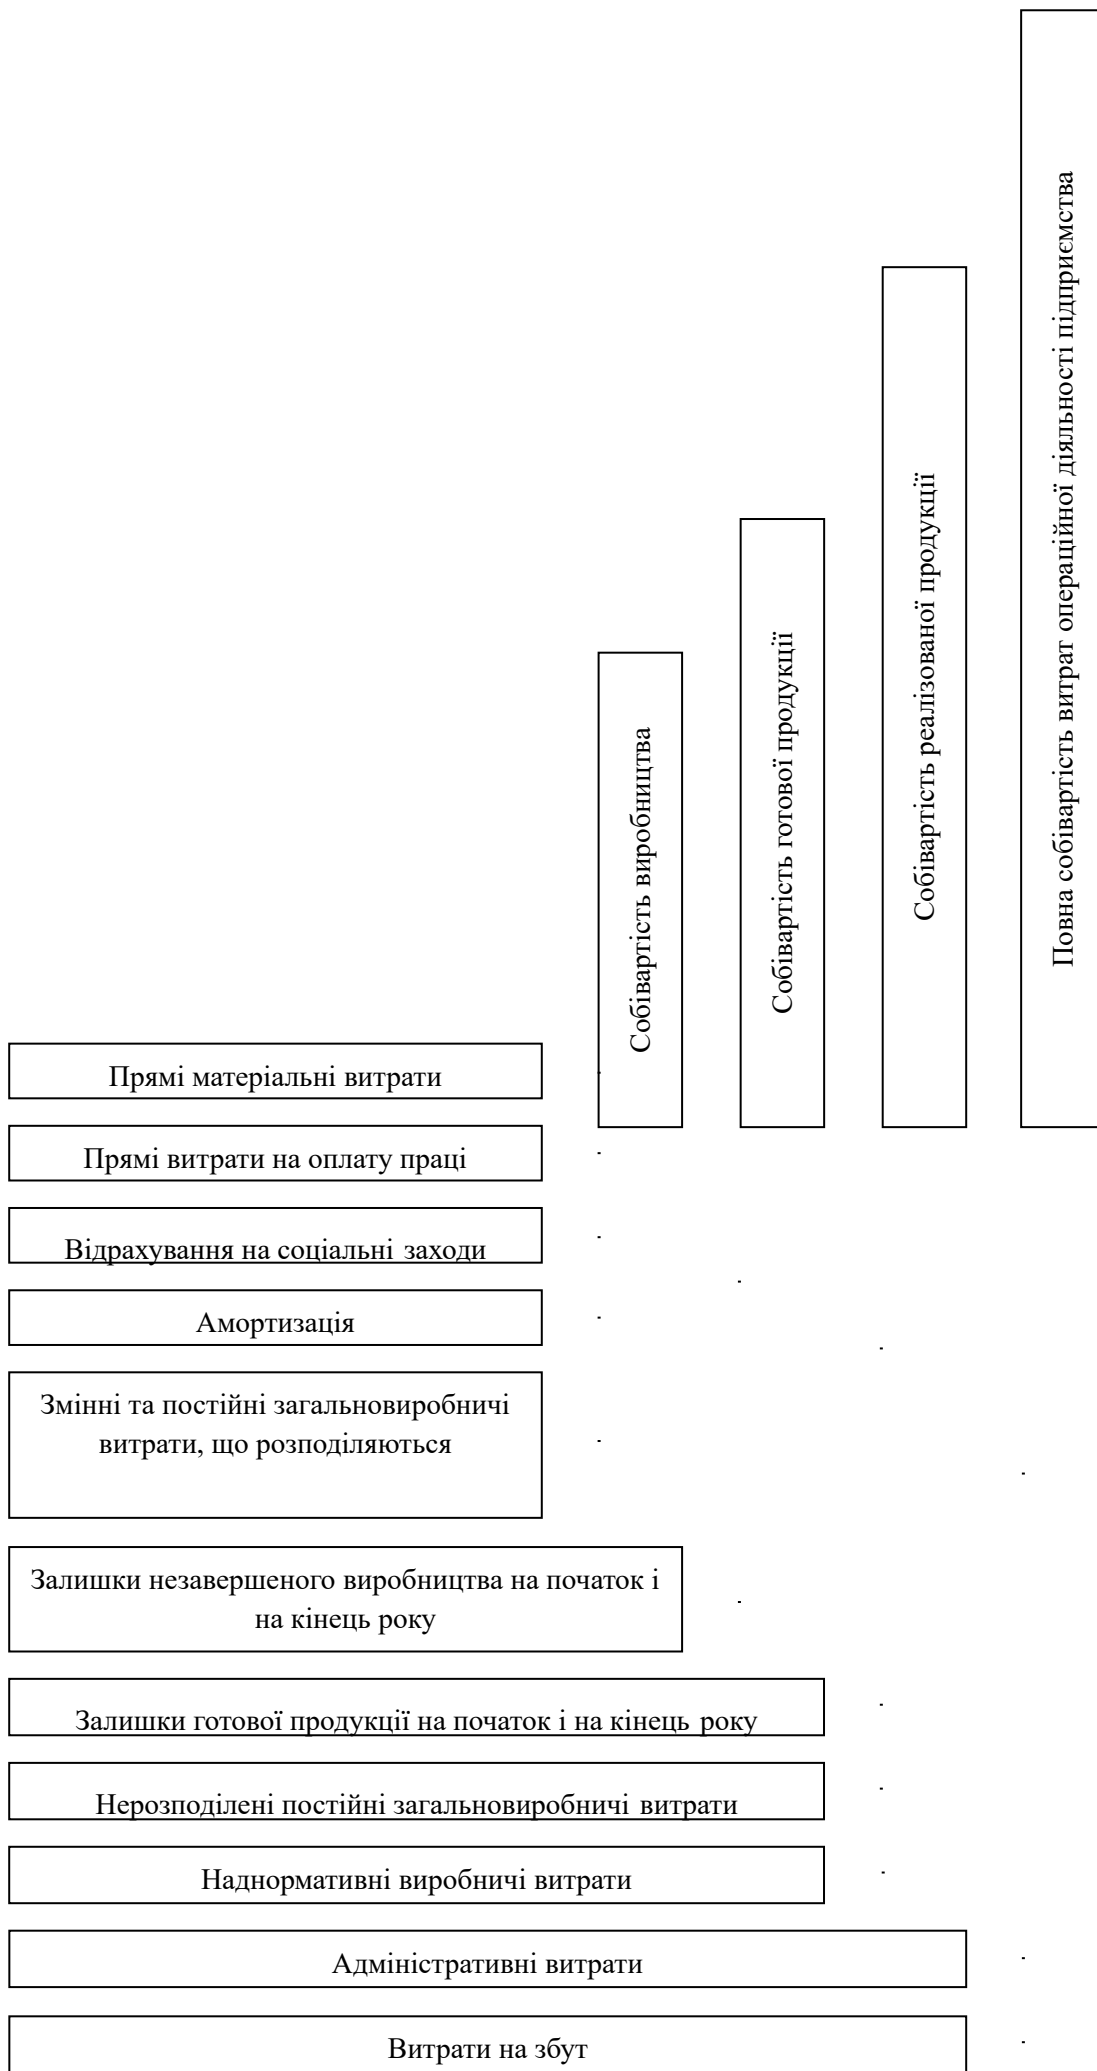 Собівартість виробництва
Собівартість готової продукції
Собівартість реалізованої продукції
Повна собівартість витрат операційної діяльності підприємства
Прямі матеріальні витрати
Прямі витрати на оплату праці
Відрахування на соціальні заходи
Амортизація
Змінні та постійні загальновиробничі
витрати, що розподіляються
Залишки незавершеного виробництва на початок і
на кінець року
Залишки готової продукції на початок і на кінець року
Нерозподілені постійні загальновиробничі витрати
Наднормативні виробничі витрати
Адміністративні витрати
Витрати на збут